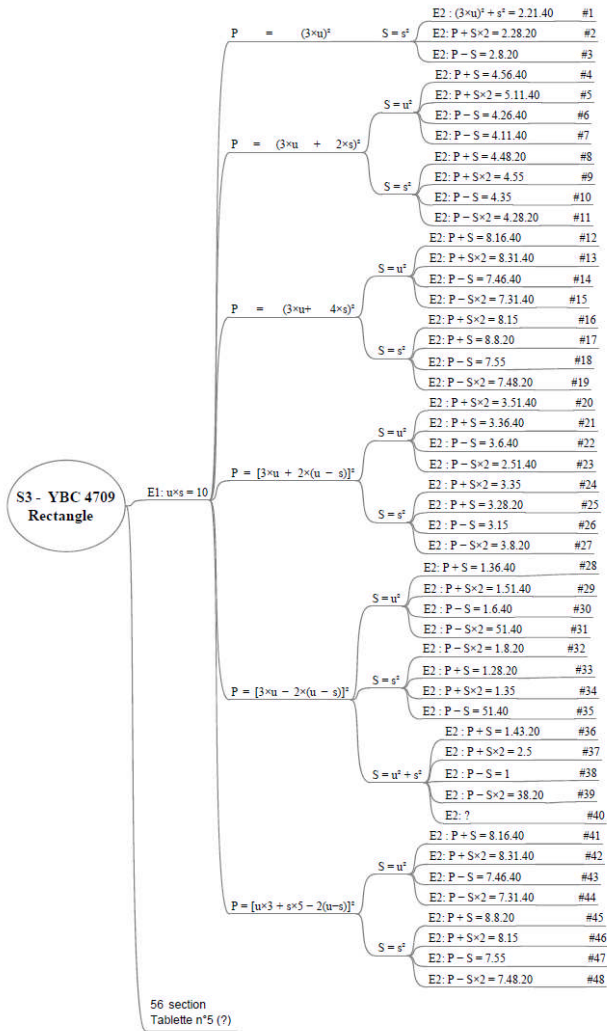 E2 : (3×u)² + s² = 2.21.40 #1
P = (3×u)² S = s² E2: P + S×2 = 2.28.20 #2
E2: P − S = 2.8.20 #3
E2: P + S = 4.56.40 #4
S = u² E2: P + S×2 = 5.11.40 #5
E2: P − S = 4.26.40 #6
E2: P − S = 4.11.40 #7
P = (3×u + 2×s)²
E2: P + S = 4.48.20 #8
S = s² E2: P + S×2 = 4.55 #9
E2: P − S = 4.35 #10
E2: P − S×2 = 4.28.20 #11
E2: P + S = 8.16.40 #12
S = u² E2: P + S×2 = 8.31.40 #13
E2: P − S = 7.46.40 #14
E2: P − S×2 = 7.31.40 #15
P = (3×u+ 4×s)²
E2: P + S×2 = 8.15 #16
S = s² E2: P + S = 8.8.20 #17
E2: P − S = 7.55 #18
E2: P − S×2 = 7.48.20 #19
E2 : P + S×2 = 3.51.40 #20
S = u² E2 : P + S = 3.36.40 #21
E2 : P − S = 3.6.40 #22
E2: P − S×2 = 2.51.40 #23
P = [3×u + 2×(u − s)]²
E2 : P + S×2 = 3.35 #24
S = s² E2 : P + S = 3.28.20 #25
E2 : P − S = 3.15 #26
E2 : P − S×2 = 3.8.20 #27
S3 - YBC 4709
Rectangle
E1: u×s = 10
E2: P + S = 1.36.40 #28
S = u² E2 : P + S×2 = 1.51.40 #29
E2 : P − S = 1.6.40 #30
E2 : P − S×2 = 51.40 #31
E2 : P − S×2 = 1.8.20 #32
S = s² E2 : P + S = 1.28.20 #33
E2 : P + S×2 = 1.35 #34
E2 : P − S = 51.40 #35
P = [3×u − 2×(u − s)]²
E2 : P + S = 1.43.20 #36
E2 : P + S×2 = 2.5 #37
S = u² + s² E2 : P − S = 1 #38
E2 : P − S×2 = 38.20 #39
E2: ? #40
E2 : P + S = 8.16.40 #41
S = u² E2: P + S×2 = 8.31.40 #42
E2: P − S = 7.46.40 #43
E2: P − S×2 = 7.31.40 #44
P = [u×3 + s×5 − 2(u−s)]²
E2: P + S = 8.8.20 #45
S = s² E2: P + S×2 = 8.15 #46
E2: P − S = 7.55 #47
E2: P − S×2 = 7.48.20 #48
56 section
Tablette n°5 (?)